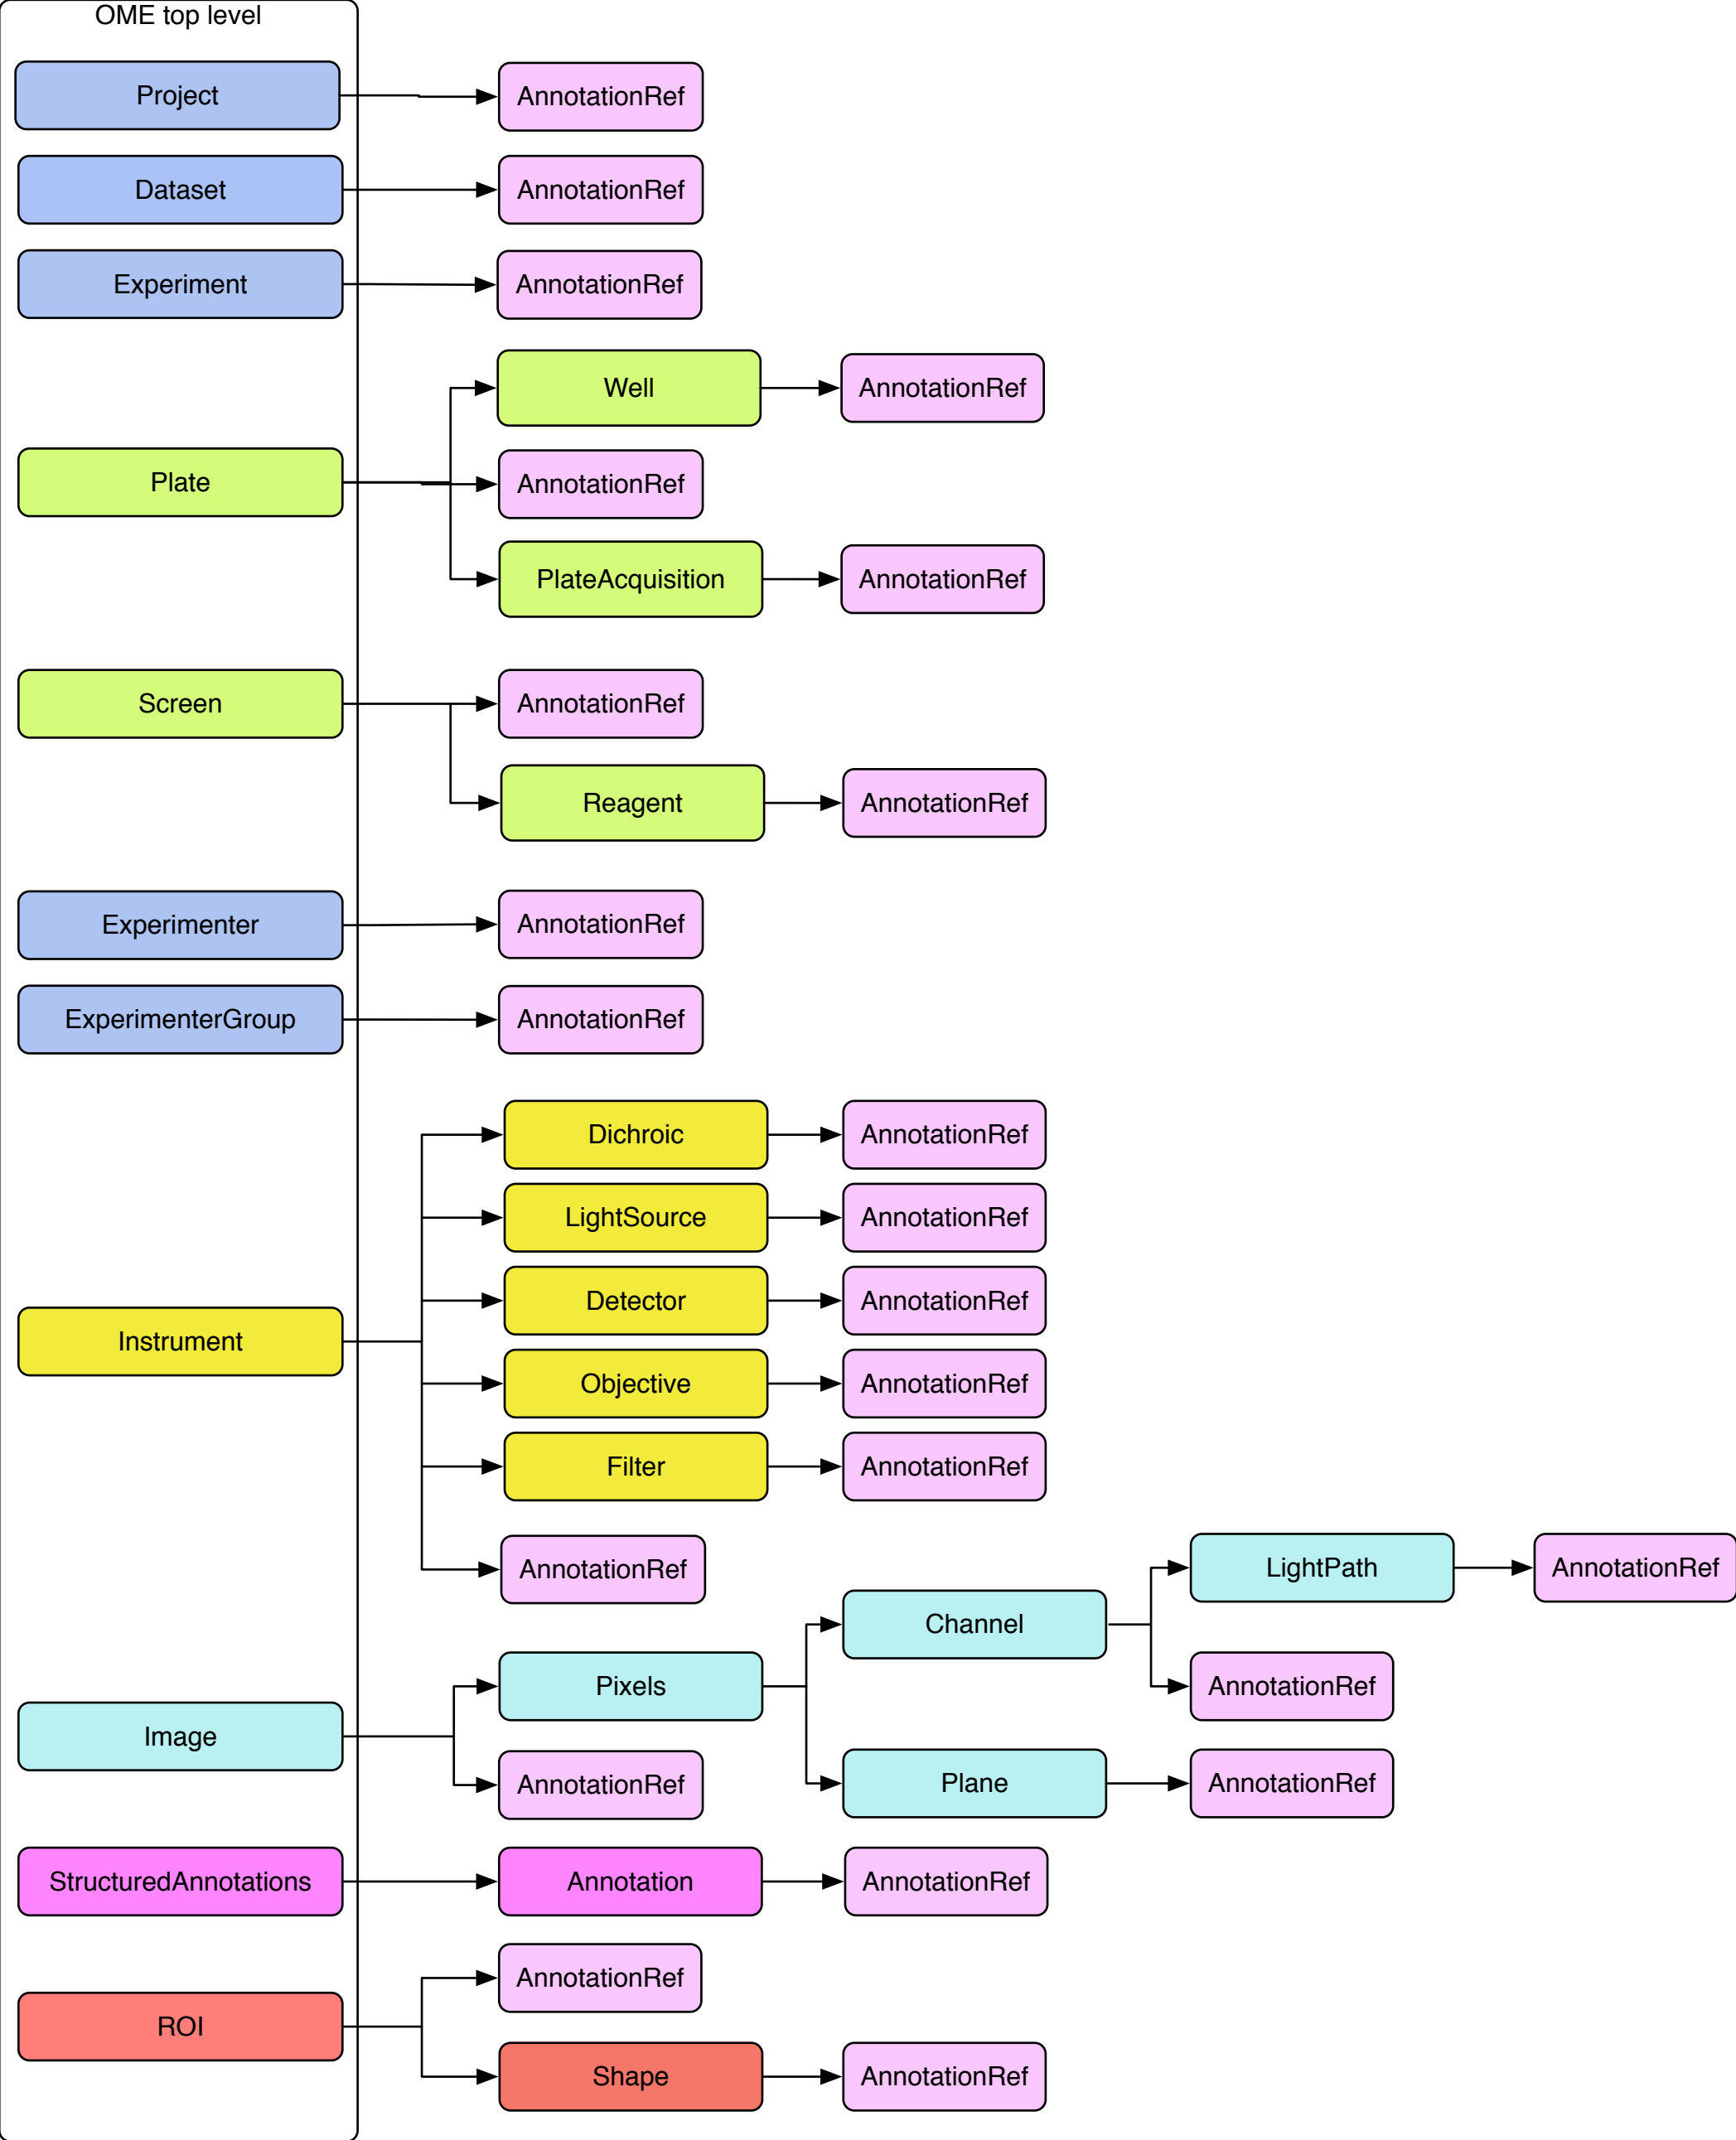 OME top level
Project
AnnotationRef
Dataset
AnnotationRef
Experiment
AnnotationRef
Well
AnnotationRef
Plate
AnnotationRef
PlateAcquisition
AnnotationRef
Screen
AnnotationRef
Reagent
AnnotationRef
Experimenter
AnnotationRef
ExperimenterGroup
AnnotationRef
Dichroic
AnnotationRef
LightSource
AnnotationRef
Detector
AnnotationRef
Instrument
Objective
AnnotationRef
Filter
AnnotationRef
AnnotationRef
LightPath
AnnotationRef
Channel
Pixels
AnnotationRef
Image
AnnotationRef
Plane
AnnotationRef
StructuredAnnotations
Annotation
AnnotationRef
AnnotationRef
ROI
Shape
AnnotationRef